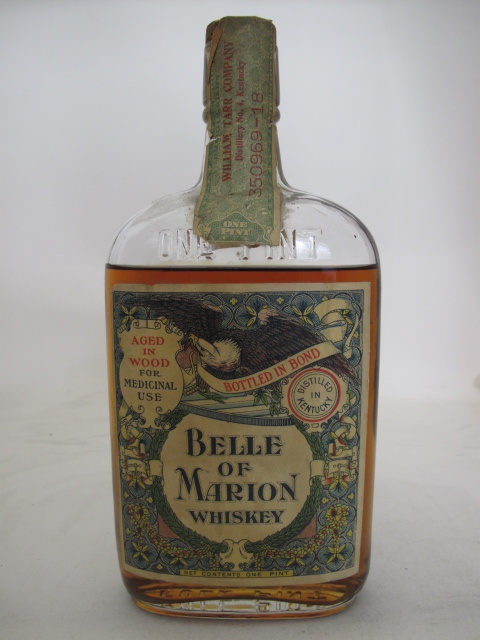 WILLIAM TARR COMPANY
Distillery No. 4, Kentucky
350969-18
ONE
PINT
ONE PINT
AGED
IN
WOOD
FOR
MEDICINAL
USE
BOTTLED IN BOND
DISTILLED
IN
KENTUCKY
BELLE
OF
MARION
WHISKEY
NET CONTENTS ONE PINT